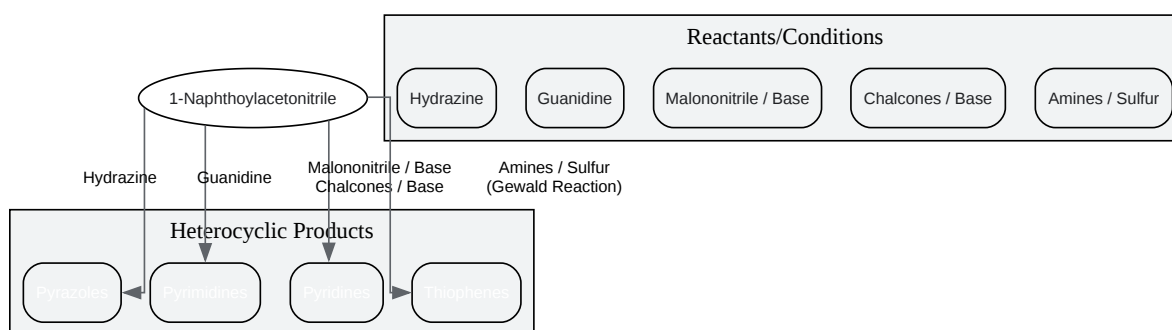 Reactants/Conditions
1-Naphthoylacetonitrile
Hydrazine
Guanidine
Malononitrile / Base
Chalcones / Base
Amines / Sulfur
Hydrazine
Guanidine
Malononitrile / Base
Chalcones / Base
Amines / Sulfur
(Gewald Reaction)
Heterocyclic Products
Pyrazoles
Pyrimidines
Pyridines
Thiophenes